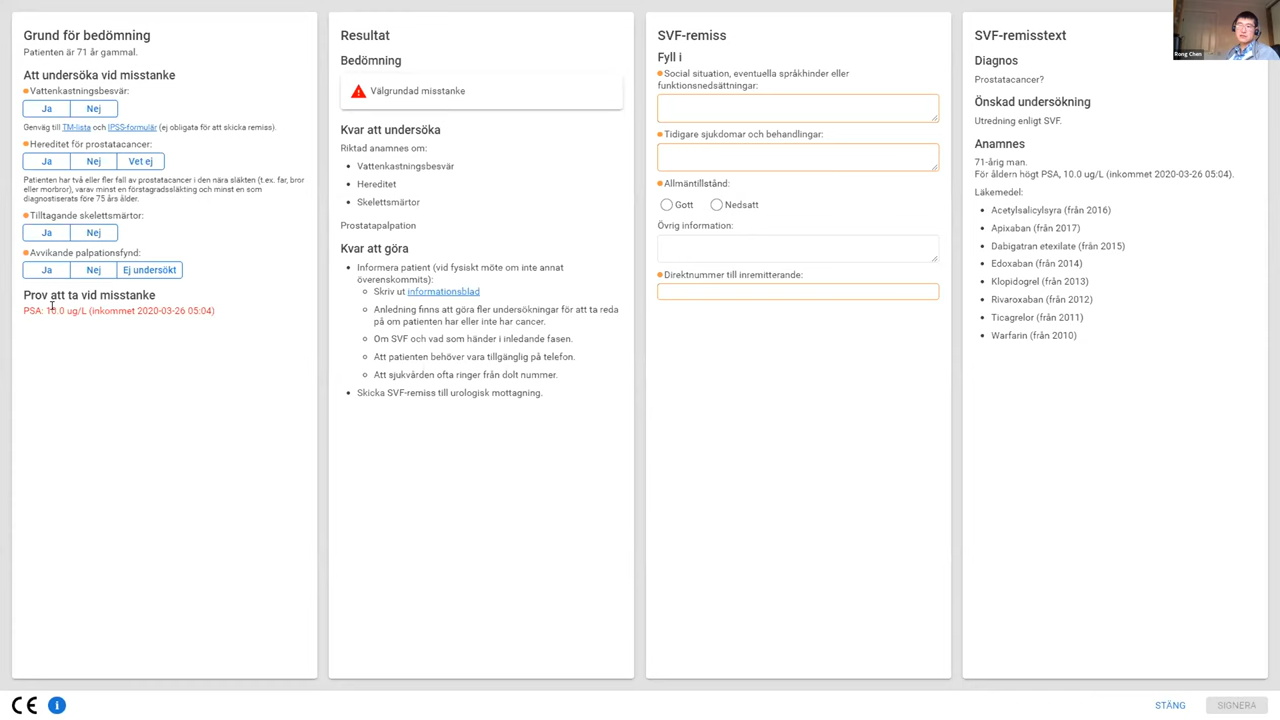 Grund för bedömning
Patienten är 71 år gammal.
Att undersöka vid misstanke
Vattenkastningsbesvär:
Ja Nej
Genväg till TM-lista och IPSS-formulär (ej obligata för att skicka remiss).
Hereditet för prostatacancer:
Ja Nej Vet ej
Patienten har två eller fler fall av prostatacancer i den nära släkten (t.ex. far, bror
eller morbror), varav minst en förstagradssläkting och minst en som
diagnostiserats före 75 års ålder.
Tilltagande skelettsmärtor:
Ja Nej
Avvikande palpationsfynd:
Ja Nej Ej undersökt
Prov att ta vid misstanke
PSA: 10.0 ug/L (inkommet 2020-03-26 05:04)
Resultat
Bedömning
Välgrundad misstanke
Kvar att undersöka
Riktad anamnes om:
Vattenkastningsbesvär
Hereditet
Skelettsmärtor
Prostatapalpation
Kvar att göra
Informera patient (vid fysiskt möte om inte annat
överenskommits):
Skriv ut informationsblad
Anledning finns att göra fler undersökningar för att ta reda
på om patienten har eller inte har cancer.
Om SVF och vad som händer i inledande fasen.
Att patienten behöver vara tillgänglig på telefon.
Att sjukvården ofta ringer från dolt nummer.
Skicka SVF-remiss till urologisk mottagning.
SVF-remiss
Fyll i
Social situation, eventuella språkhinder eller
funktionsnedsättningar:
Tidigare sjukdomar och behandlingar:
Allmäntillstånd:
Gott Nedsatt
Övrig information:
Direktnummer till inremitterande:
SVF-remisstext
Diagnos
Prostatacancer?
Önskad undersökning
Utredning enligt SVF.
Anamnes
71-årig man.
För åldern högt PSA, 10.0 ug/L (inkommet 2020-03-26 05:04).
Läkemedel:
Acetylsalicylsyra (från 2016)
Apixaban (från 2017)
Dabigatran etexilate (från 2015)
Edoxaban (från 2014)
Klopidogrel (från 2013)
Rivaroxaban (från 2012)
Ticagrelor (från 2011)
Warfarin (från 2010)
Rong Chen
CE i
STÄNG SIGNERA